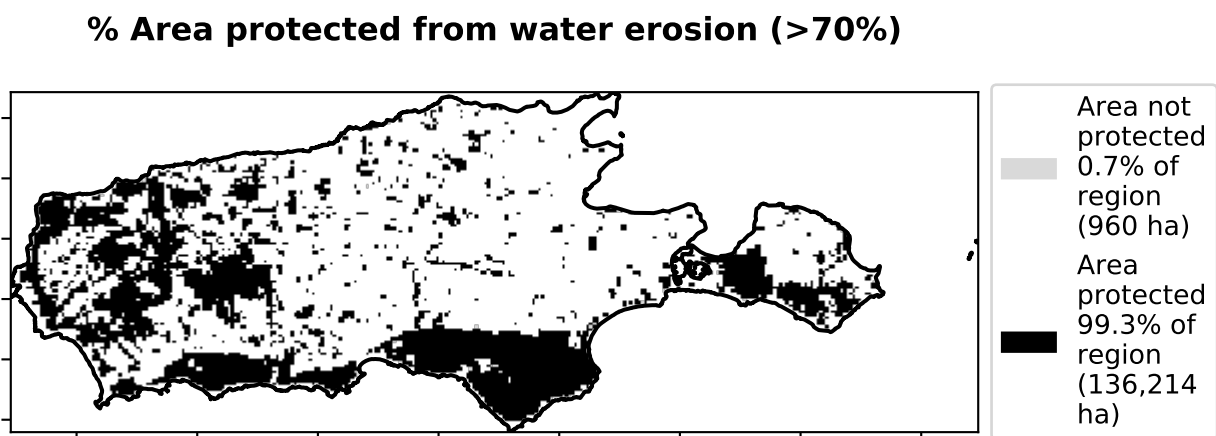 % Area protected from water erosion (>70%)
Area not
protected
0.7% of
region
(960 ha)
Area
protected
99.3% of
region
(136,214
ha)